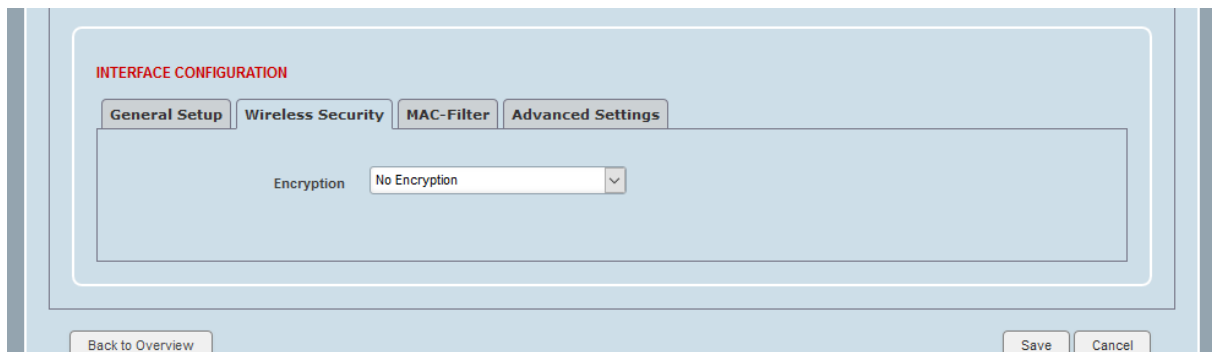 INTERFACE CONFIGURATION
General Setup Wireless Security MAC-Filter Advanced Settings
Encryption No Encryption
Back to Overview Save Cancel